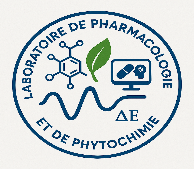 LABORATOIRE DE PHARMACOLOGIE
ΔE
ET DE PHYTOCHIMIE